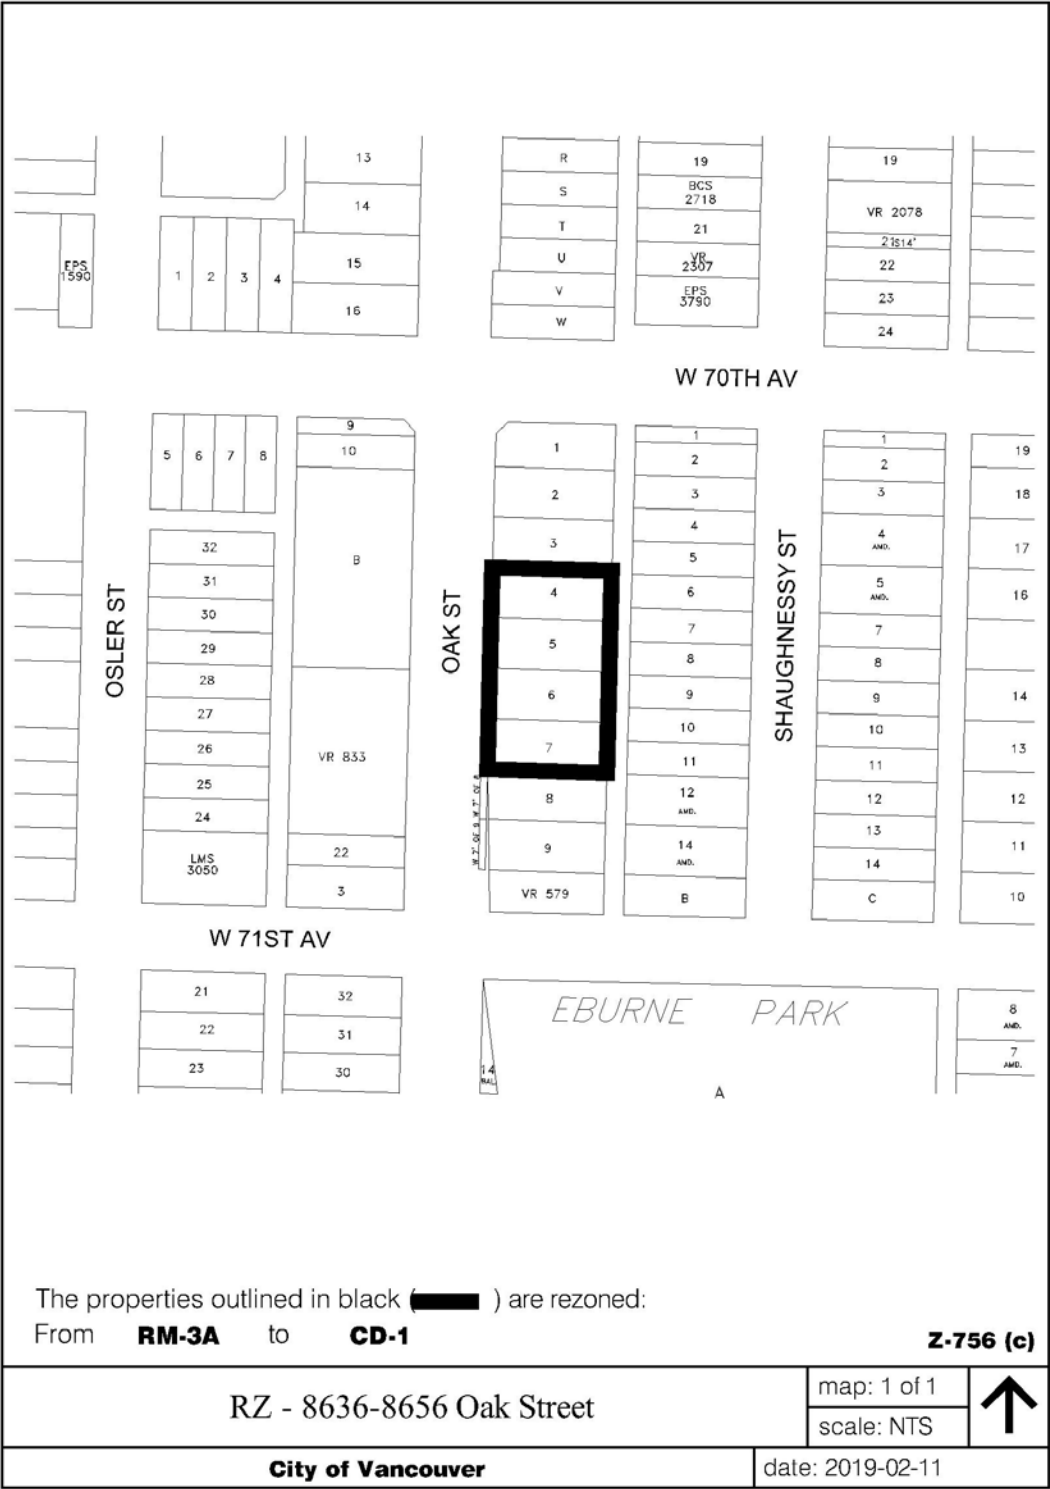 13
R
19
19
14
S
BCS
2718
VR 2078
T
21
21S14'
15
U
VR
2307
22
EPS
1590
1
2
3
4
V
EPS
3790
23
16
W
24
W 70TH AV
9
10
1
1
1
19
5
6
7
8
2
2
2
18
3
3
3
4
4
AMD.
17
32
B
5
31
4
6
5
AMD.
16
30
7
7
29
5
8
8
28
6
9
9
14
27
10
10
26
VR 833
7
11
11
13
25
8
12
AMD.
12
12
24
13
LMS
3050
22
9
14
AMD.
14
11
3
VR 579
B
C
10
OSLER ST
OAK ST
SHAUGHNESSY ST
W 71ST AV
21
32
EBURNE PARK
8
AMD.
22
31
7
AMD.
23
30
14
BAL.
A
The properties outlined in black ( ) are rezoned:
From RM-3A to CD-1
Z-756 (c)
RZ - 8636-8656 Oak Street
map: 1 of 1
scale: NTS
City of Vancouver
date: 2019-02-11